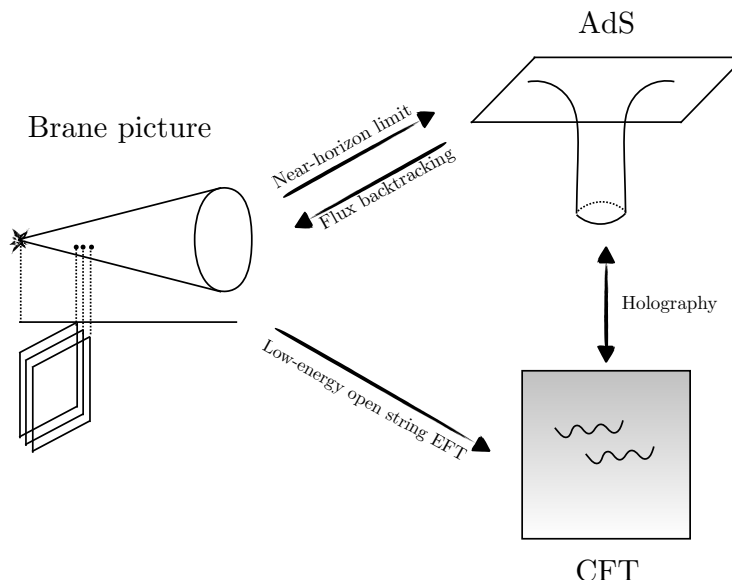 AdS
Brane picture
Near-horizon limit
Flux backtracking
Holography
Low-energy open string EFT
CFT